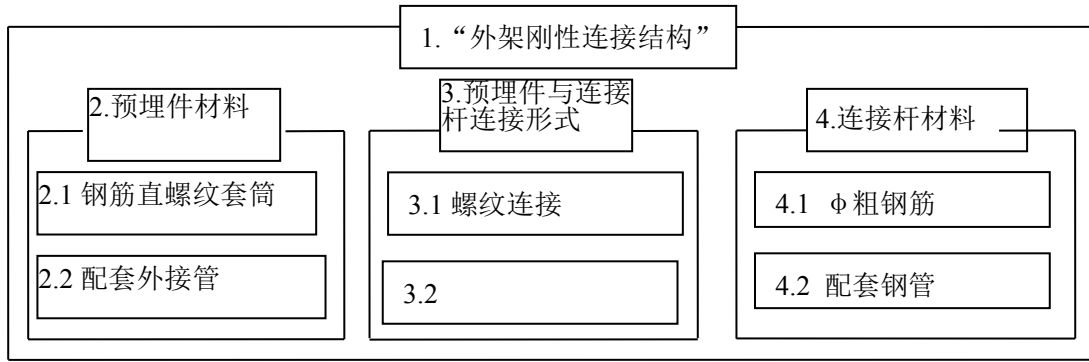 1.“外架刚性连接结构”
2.预埋件材料
2.1 钢筋直螺纹套筒
2.2 配套外接管
3.预埋件与连接
杆连接形式
3.1 螺纹连接
3.2
4.连接杆材料
4.1 φ粗钢筋
4.2 配套钢管